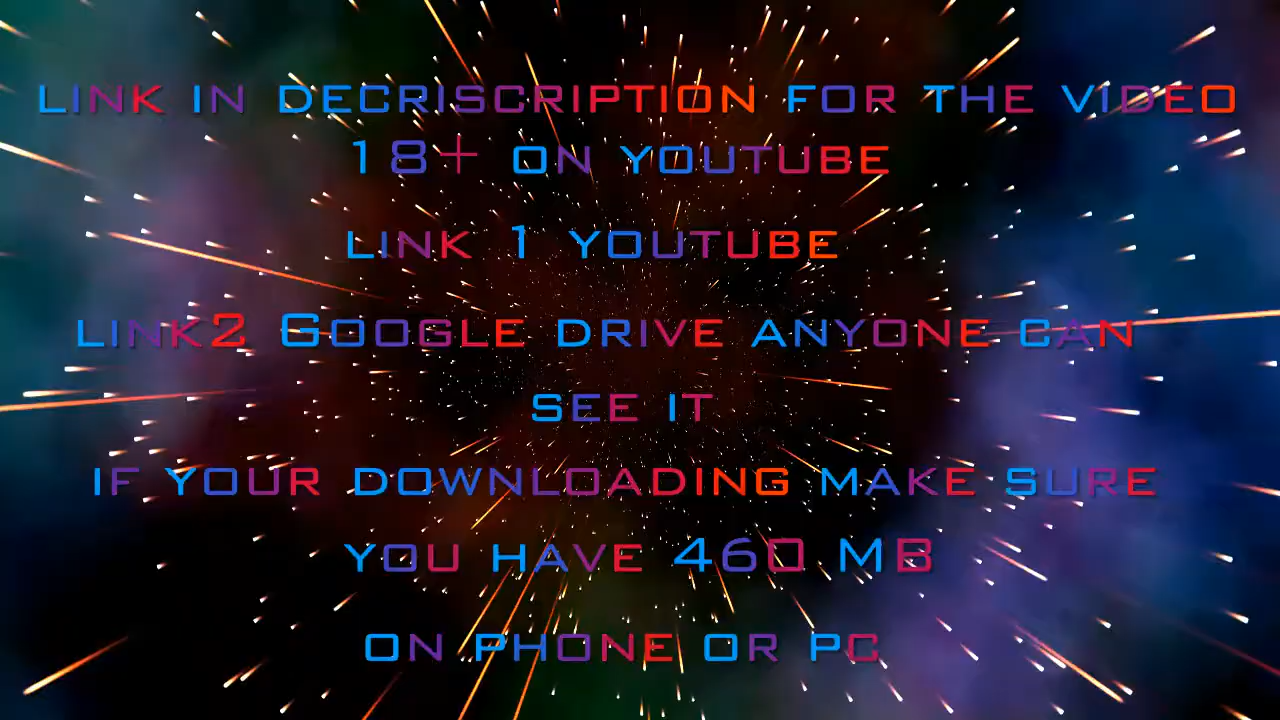 LINK IN DECRISCRIPTION FOR THE VIDEO
18+ ON YOUTUBE
LINK 1 YOUTUBE
LINK2 GOOGLE DRIVE ANYONE CAN
SEE IT
IF YOUR DOWNLOADING MAKE SURE
YOU HAVE 460 MB
ON PHONE OR PC